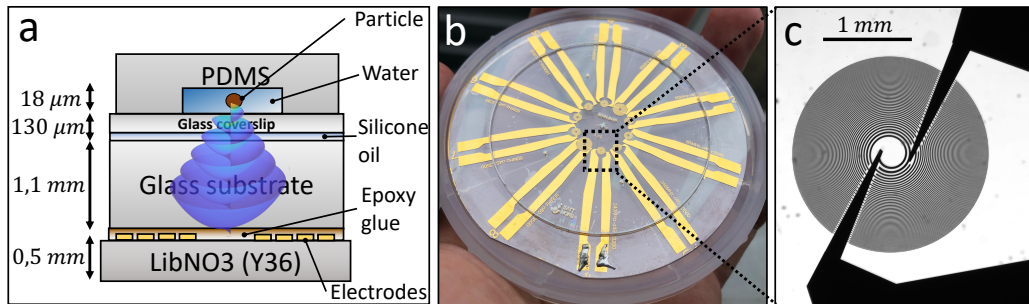 a
Particle
PDMS
Water
18 μm
Glass coverslip
130 μm
Silicone
oil
1,1 mm
Glass substrate
Epoxy
glue
0,5 mm
LibNO3 (Y36)
Electrodes
b
c
1 mm